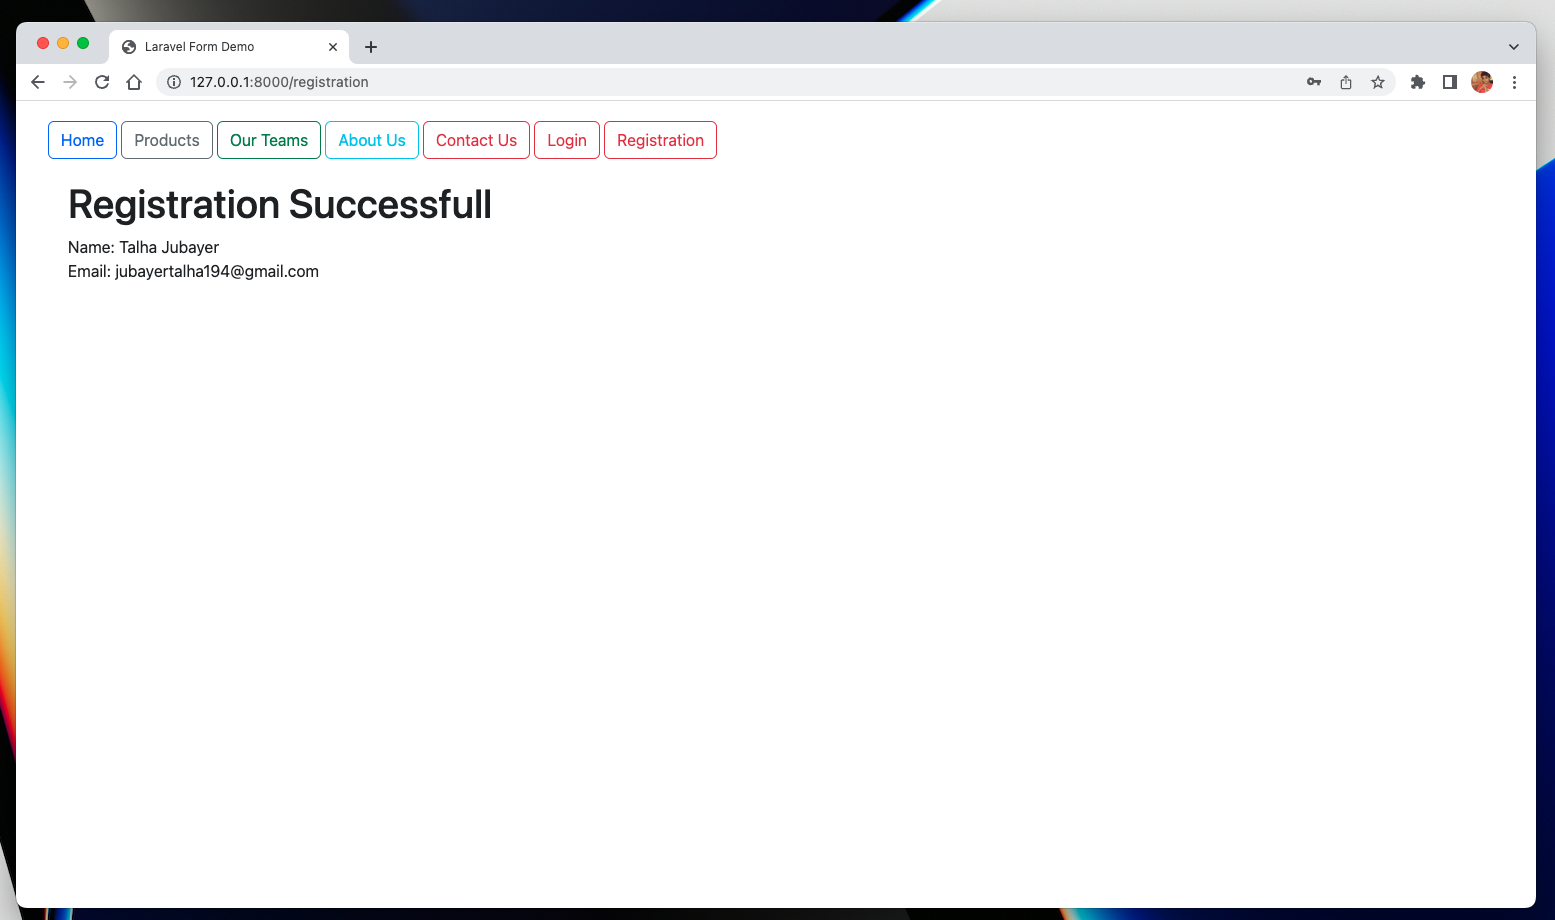 Laravel Form Demo
127.0.0.1:8000/registration
Home Products Our Teams About Us Contact Us Login Registration
Registration Successfull
Name: Talha Jubayer
Email: jubayertalha194@gmail.com